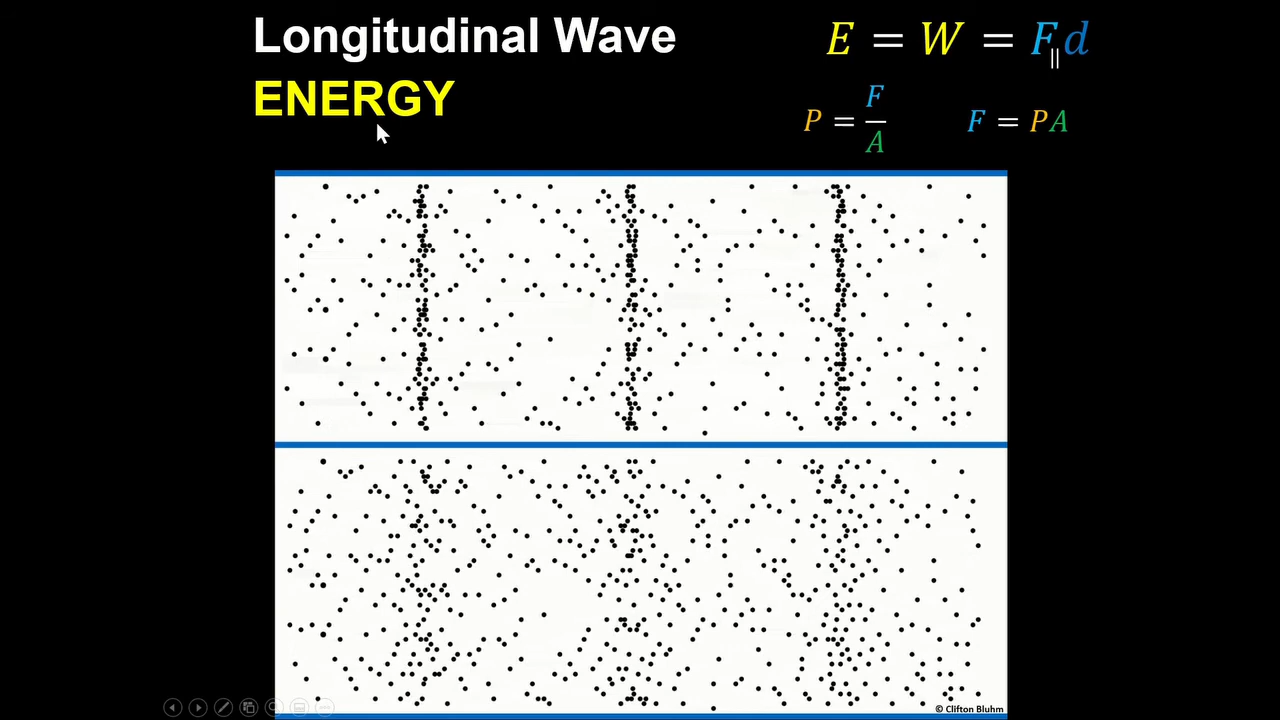 Longitudinal Wave
ENERGY
E = W = F∥d
P = F/A
F = PA
© Clifton Bluhm